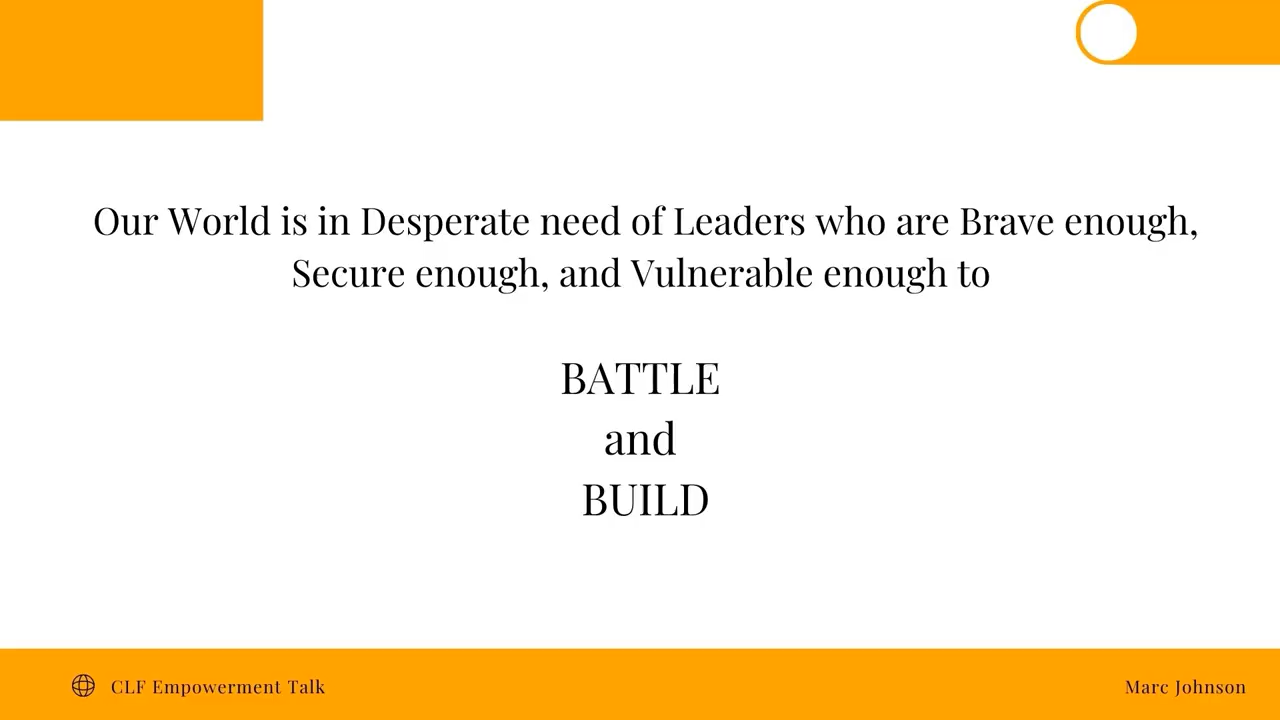 Our World is in Desperate need of Leaders who are Brave enough,
Secure enough, and Vulnerable enough to
BATTLE
and
BUILD
CLF Empowerment Talk
Marc Johnson